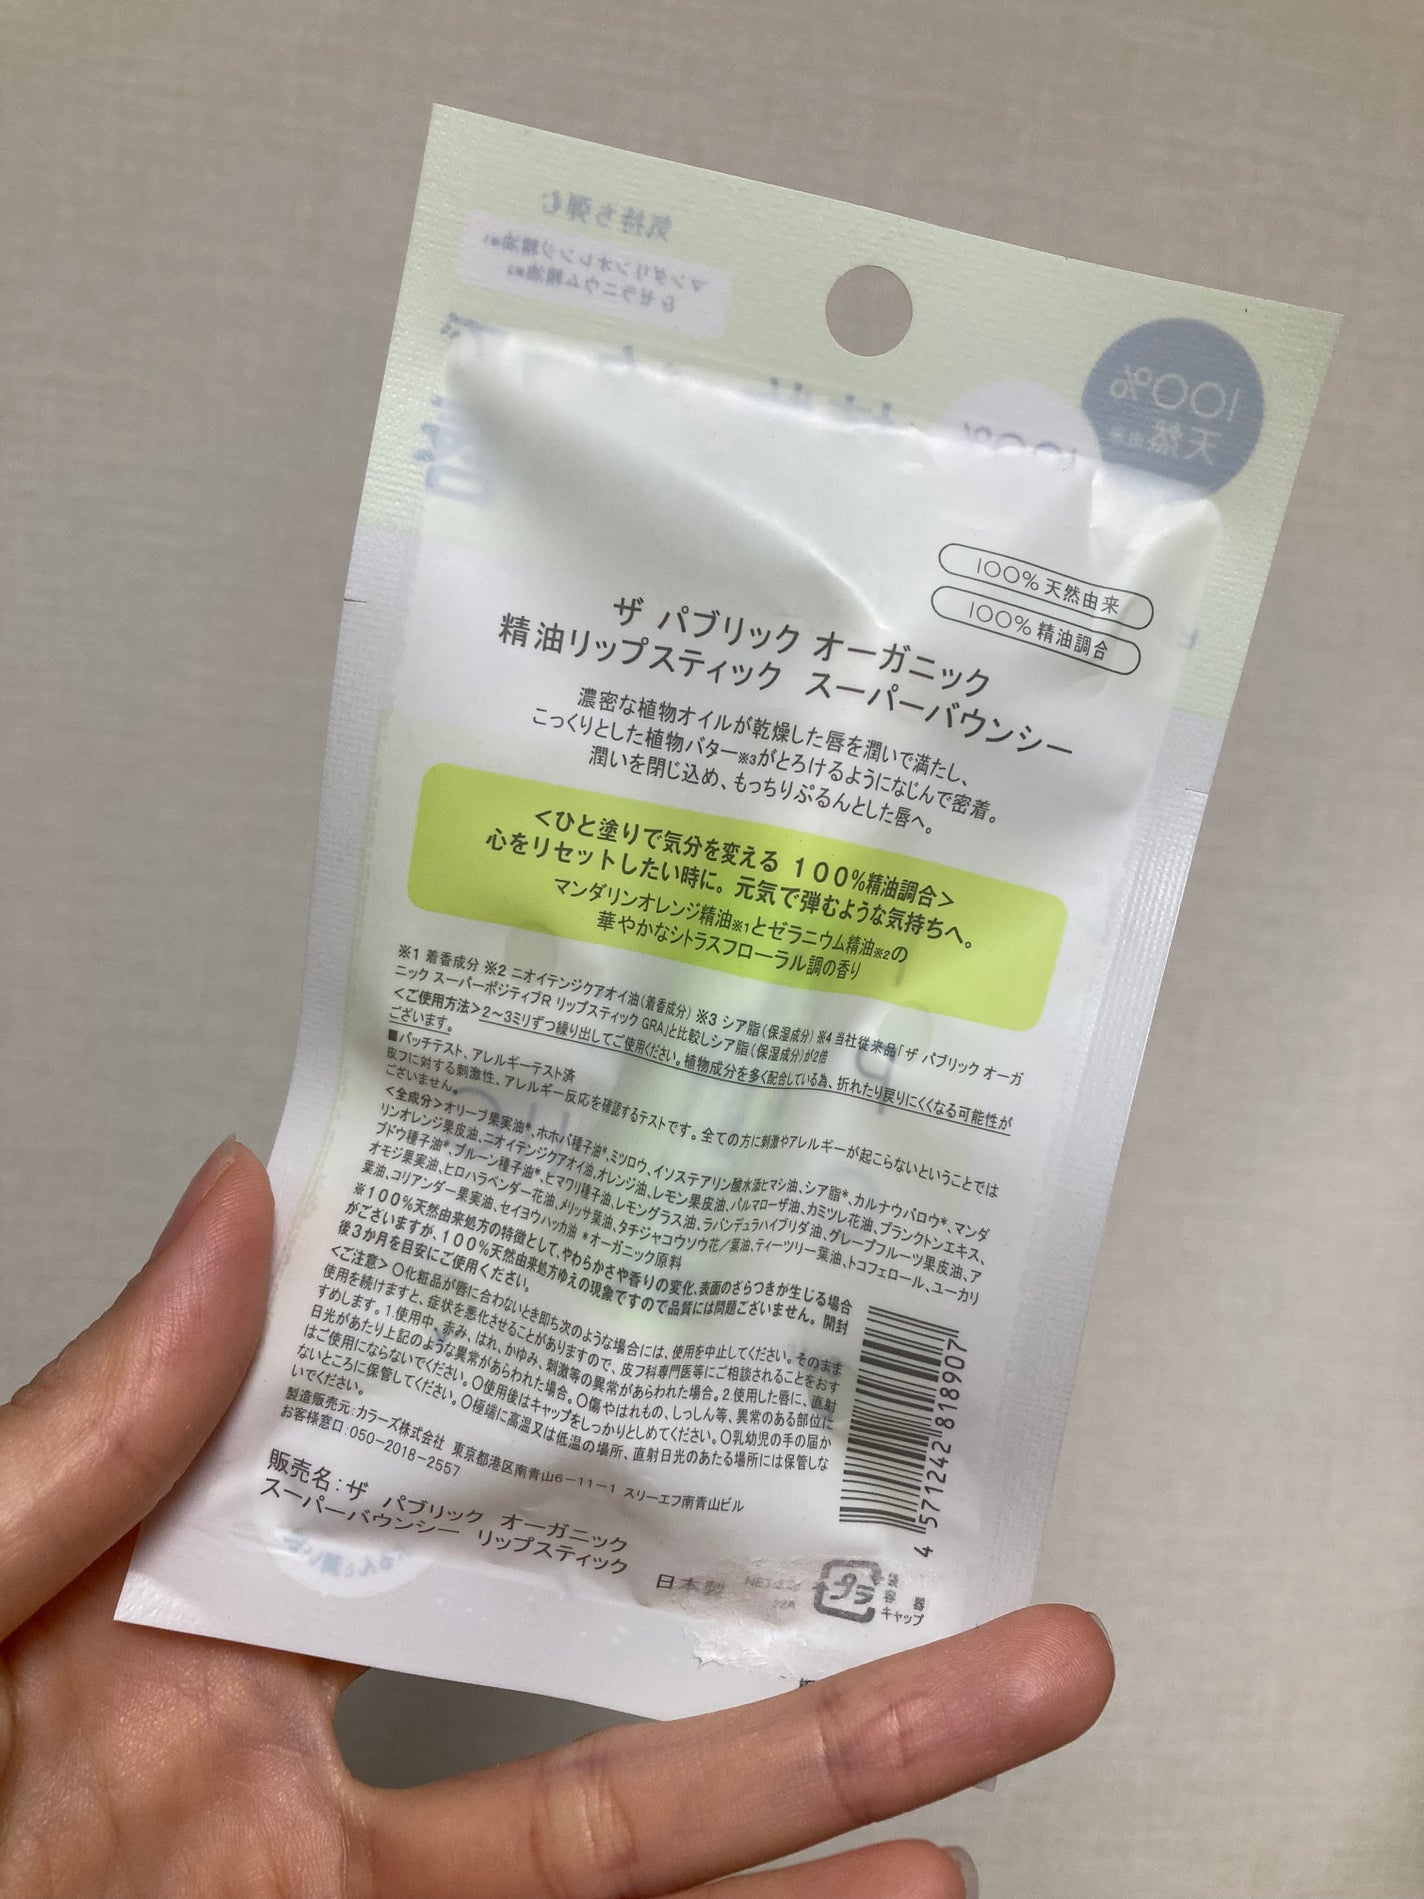 100%天然由来
100%精油調合
ザ パブリック オーガニック
精油リップスティック スーパーバウンシー
濃密な植物オイルが乾燥した唇を潤いで満たし、
こっくりとした植物バター※3がとろけるようになじんで密着。
潤いを閉じ込め、もっちりぷるんとした唇へ。
<ひと塗りで気分を変える 100%精油調合>
心をリセットしたい時に。元気で弾むような気持ちへ。
マンダリンオレンジ精油※1とゼラニウム精油※2の
華やかなシトラスフローラル調の香り
※1 着香成分 ※2 ニオイテンジクアオイ油(着香成分) ※3 シア脂(保湿成分) ※4 当社従来品「ザ パブリック オーガ
ニック スーパーポジティブR リップスティック GRA」と比較しシア脂(保湿成分)が2倍
<ご使用方法>2~3ミリずつ繰り出してご使用ください。植物成分を多く配合している為、折れたり戻りにくくなる可能性が
ございます。
■パッチテスト、アレルギーテスト済
皮フに対する刺激性、アレルギー反応を確認するテストです。全ての方に刺激やアレルギーが起こらないということでは
ございません。
<全成分>オリーブ果実油*、ホホバ種子油*、ミツロウ、イソステアリン酸水添ヒマシ油、シア脂*、カルナウバロウ*、マンダ
リンオレンジ果皮油、ニオイテンジクアオイ油、オレンジ油、レモン果皮油、パルマローザ油、カミツレ花油、プランクトンエキス、
ブドウ種子油*、プルーン種子油*、ヒマワリ種子油、レモングラス油、ラバンデュラハイブリダ油、グレープフルーツ果皮油、ア
オモジ果実油、ヒロハラベンダー花油、メリッサ葉油、タチジャコウソウ花/葉油、ティーツリー葉油、トコフェロール、ユーカリ
葉油、コリアンダー果実油、セイヨウハッカ油 *オーガニック原料
※100%天然由来処方の特徴として、やわらかさや香りの変化、表面のざらつきが生じる場合
がございますが、100%天然由来処方ゆえの現象ですので品質には問題ございません。開封
後3か月を目安にご使用ください。
<ご注意>○化粧品が唇に合わないとき即ち次のような場合には、使用を中止してください。そのまま
使用を続けますと、症状を悪化させることがありますので、皮フ科専門医等にご相談されることをおす
すめします。1.使用中、赤み、はれ、かゆみ、刺激等の異常があらわれた場合。2.使用した唇に、直射
日光があたり上記のような異常があらわれた場合。○傷やはれもの、しっしん等、異常のある部位に
はご使用にならないでください。○使用後はキャップをしっかりとしめてください。○乳幼児の手の届か
ないところに保管してください。○極端に高温又は低温の場所、直射日光のあたる場所には保管しな
いでください。
製造販売元:カラーズ株式会社 東京都港区南青山6-11-1 スリーエフ南青山ビル
お客様窓口:050-2018-2557
販売名:ザ パブリック オーガニック
スーパーバウンシー リップスティック
日本製
プラ
袋
容器
キャップ
4 571242 818907